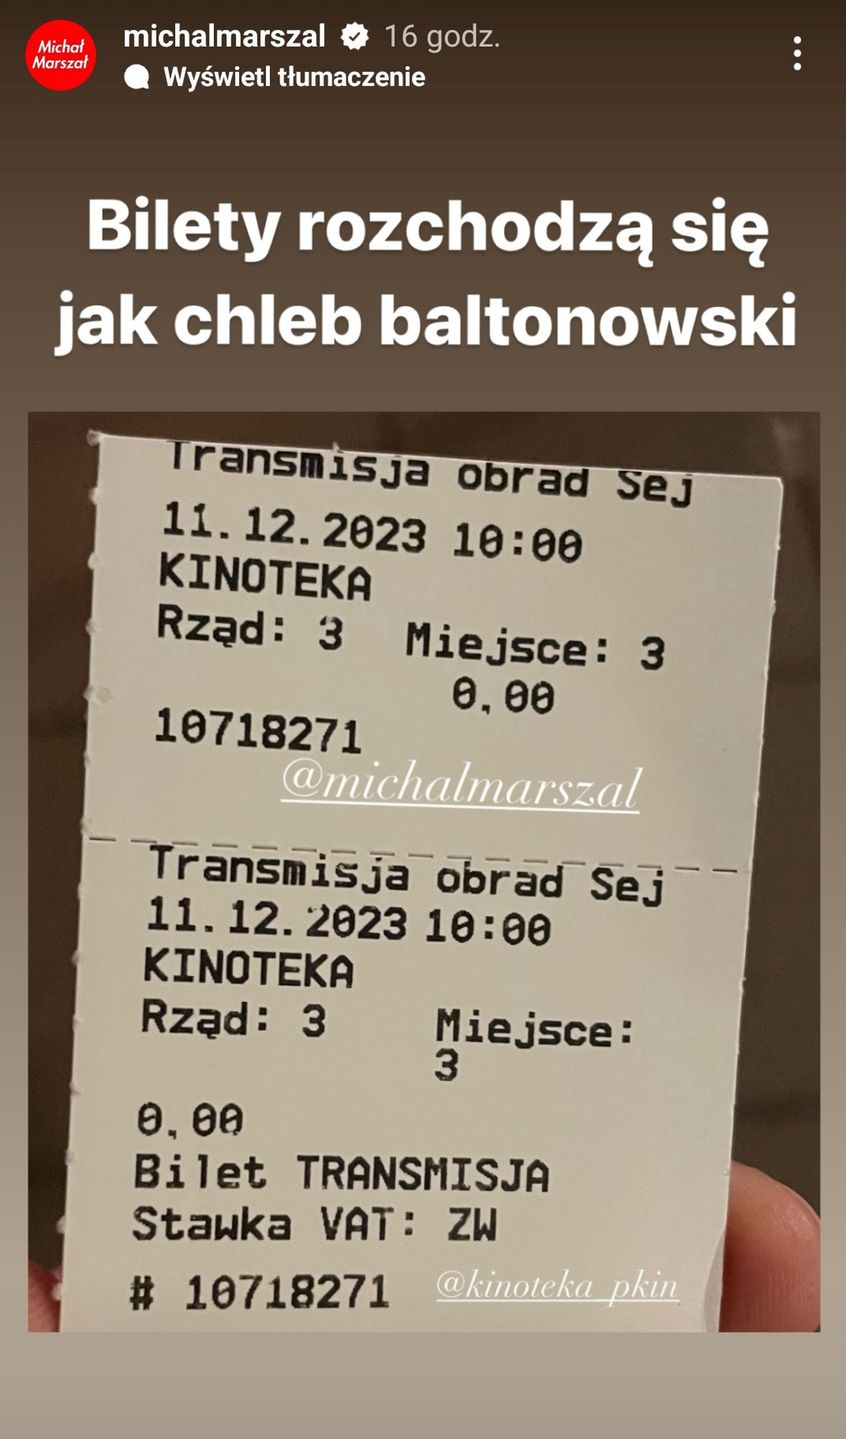 Michał
Marszał
michalmarszal 16 godz.
Wyświetl tłumaczenie
Bilety rozchodzą się
jak chleb baltonowski
Transmisja obrad Sej
11.12.2023 10:00
KINOTEKA
Rząd: 3 Miejsce: 3
0,00
10718271
@michalmarszal
Transmisja obrad Sej
11.12.2023 10:00
KINOTEKA
Rząd: 3 Miejsce:
3
0,00
Bilet TRANSMISJA
Stawka VAT: ZW
# 10718271 @kinoteka_pkin